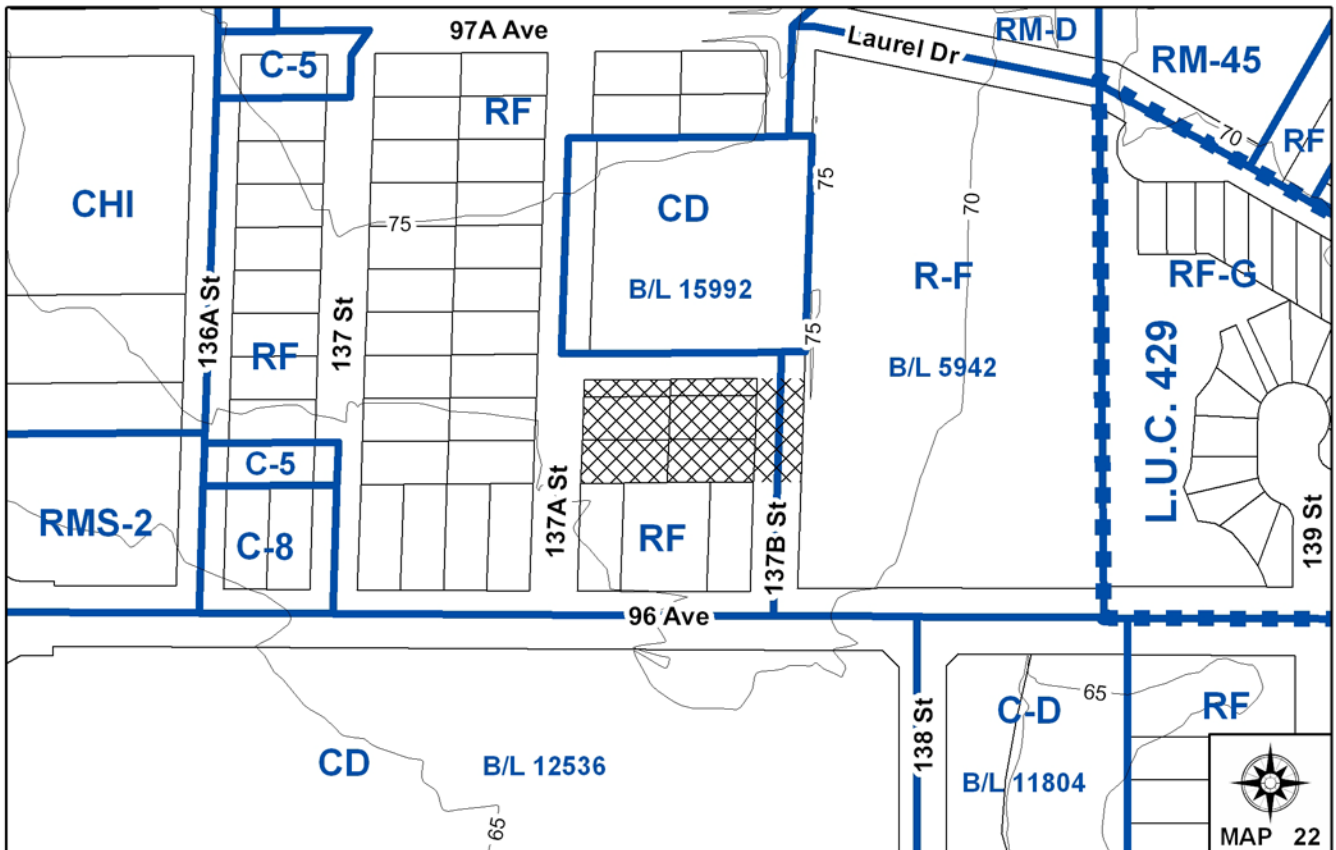 97A Ave
RM-D
Laurel Dr
C-5
RM-45
RF
70
RF
CHI
75
CD
75
70
B/L 15992
R-F
RF-G
136A St
137 St
RF
75
B/L 5942
L.U.C. 429
C-5
RMS-2
C-8
137A St
RF
137B St
139 St
96 Ave
CD
B/L 12536
65
138 St
C-D
65
RF
B/L 11804
MAP 22